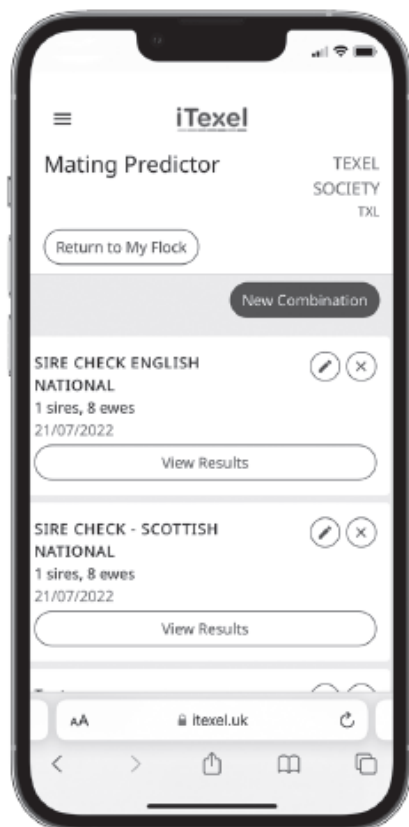 iTexel
Mating Predictor
TEXEL
SOCIETY
TXL
Return to My Flock
New Combination
SIRE CHECK ENGLISH
NATIONAL
1 sires, 8 ewes
21/07/2022
View Results
SIRE CHECK - SCOTTISH
NATIONAL
1 sires, 8 ewes
21/07/2022
View Results
AA
itexel.uk